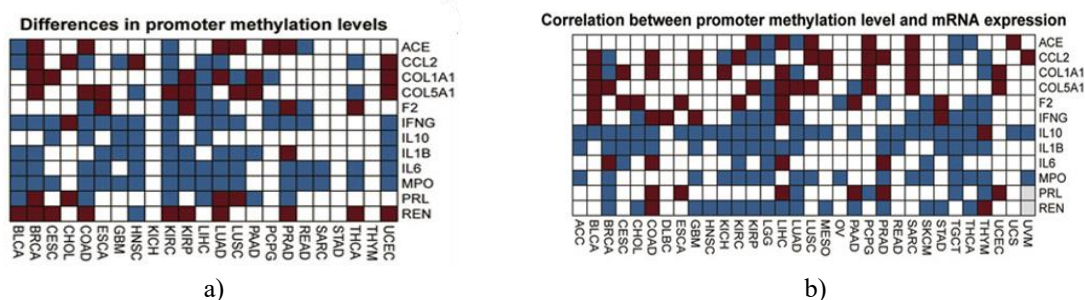 Differences in promoter methylation levels
ACE
CCL2
COL1A1
COL5A1
F2
IFNG
IL10
IL1B
IL6
MPO
PRL
REN
BLCA
BRCA
CESC
CHOL
COAD
ESCA
GBM
HNSC
KICH
KIRC
KIRP
LIHC
LUAD
LUSC
PAAD
PCPG
PRAD
READ
SARC
STAD
THCA
THYM
UCEC
a)
Correlation between promoter methylation level and mRNA expression
ACE
CCL2
COL1A1
COL5A1
F2
IFNG
IL10
IL1B
IL6
MPO
PRL
REN
ACC
BLCA
BRCA
CESC
CHOL
COAD
DLBC
ESCA
GBM
HNSC
KICH
KIRC
KIRP
LGG
LIHC
LUAD
LUSC
MESO
OV
PAAD
PCPG
PRAD
READ
SARC
SKCM
STAD
TGCT
THCA
THYM
UCEC
UCS
UVM
b)